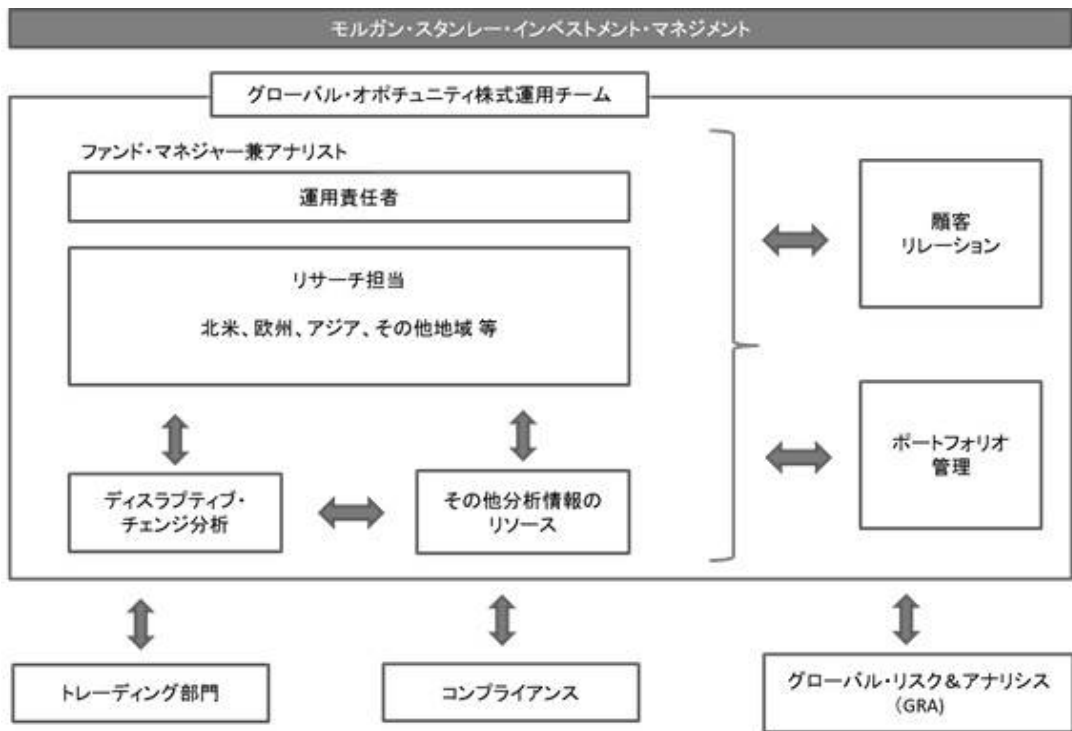 モルガン・スタンレー・インベストメント・マネジメント
グローバル・オポチュニティ株式運用チーム
ファンド・マネジャー兼アナリスト
運用責任者
リサーチ担当
北米、欧州、アジア、その他地域 等
ディスラプティブ・
チェンジ分析
その他分析情報の
リソース
顧客
リレーション
ポートフォリオ
管理
トレーディング部門
コンプライアンス
グローバル・リスク&アナリシス
(GRA)